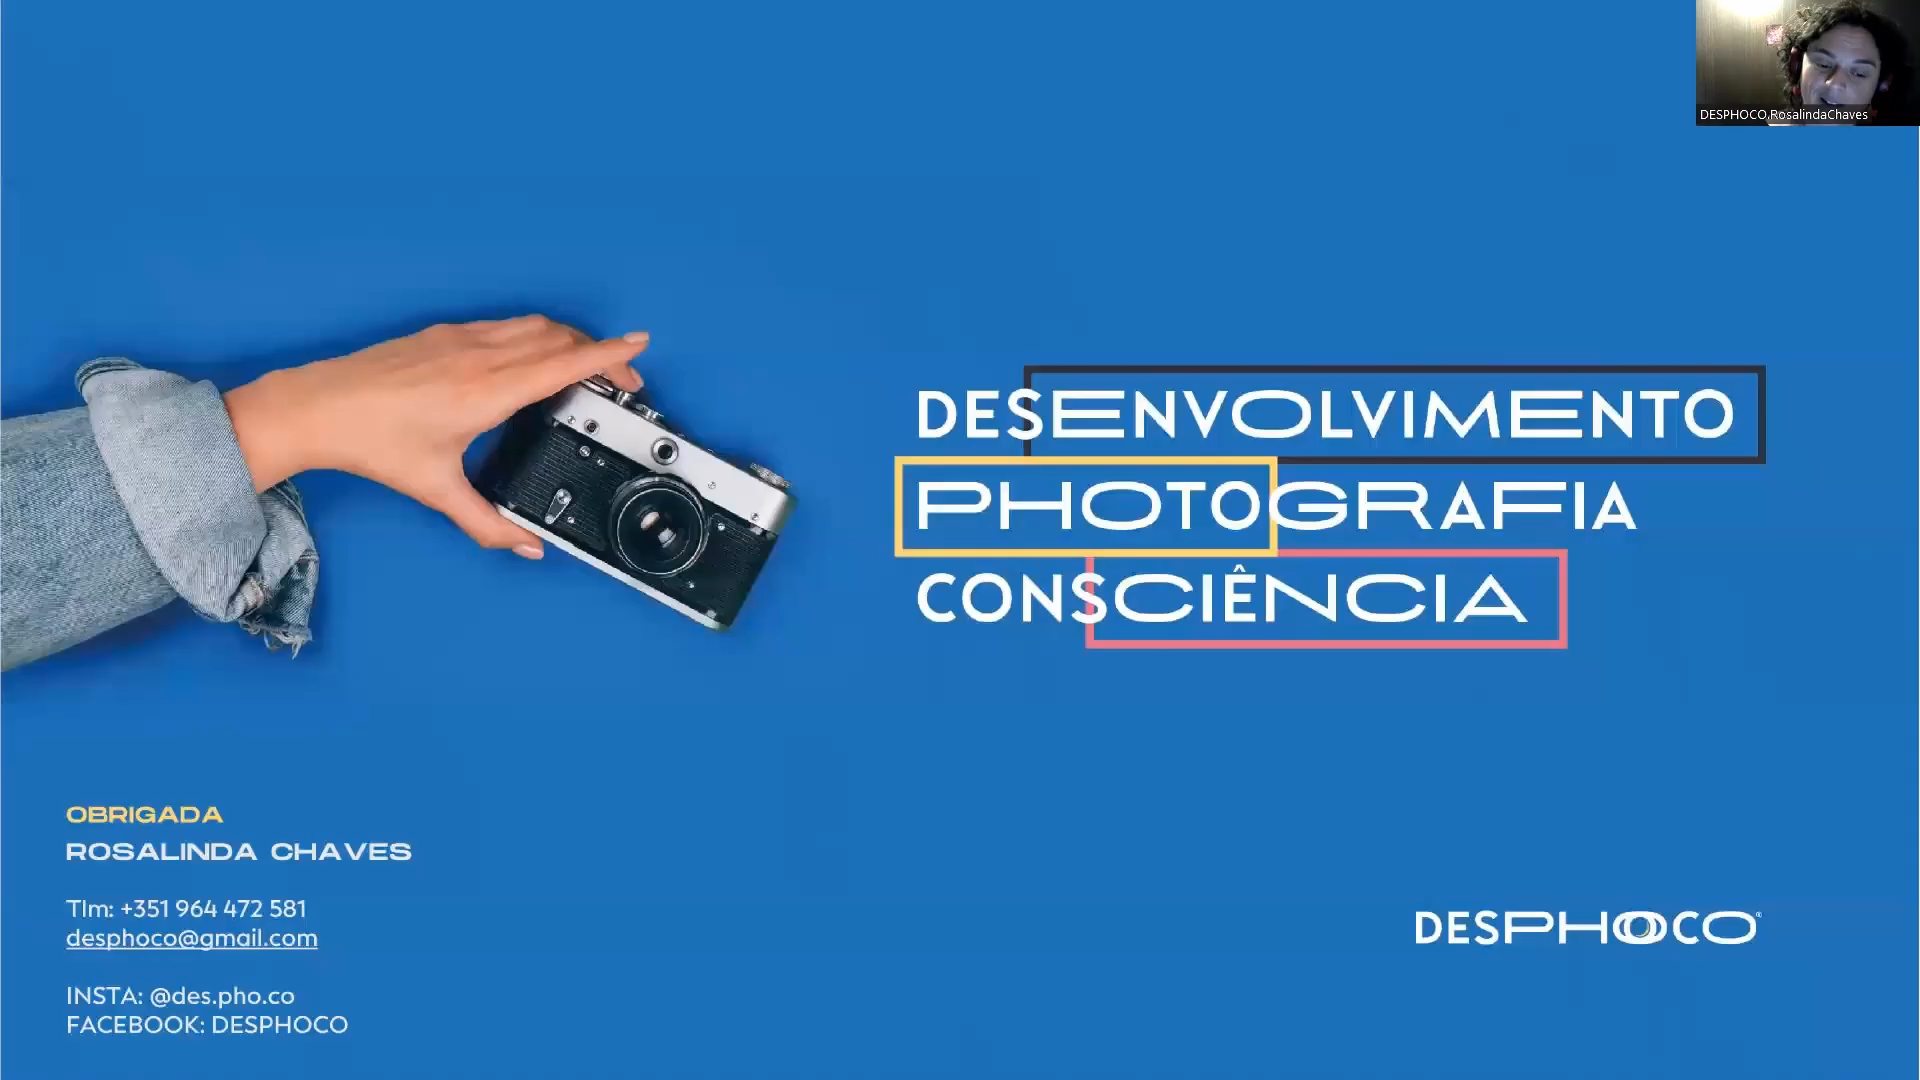 DESPHOCO.RosalindaChaves
DESENVOLVIMENTO
PHOTOGRAFIA
CONSCIÊNCIA
OBRIGADA
ROSALINDA CHAVES
Tlm: +351 964 472 581
desphoco@gmail.com
INSTA: @des.pho.co
FACEBOOK: DESPHOCO
DESPHOCO®